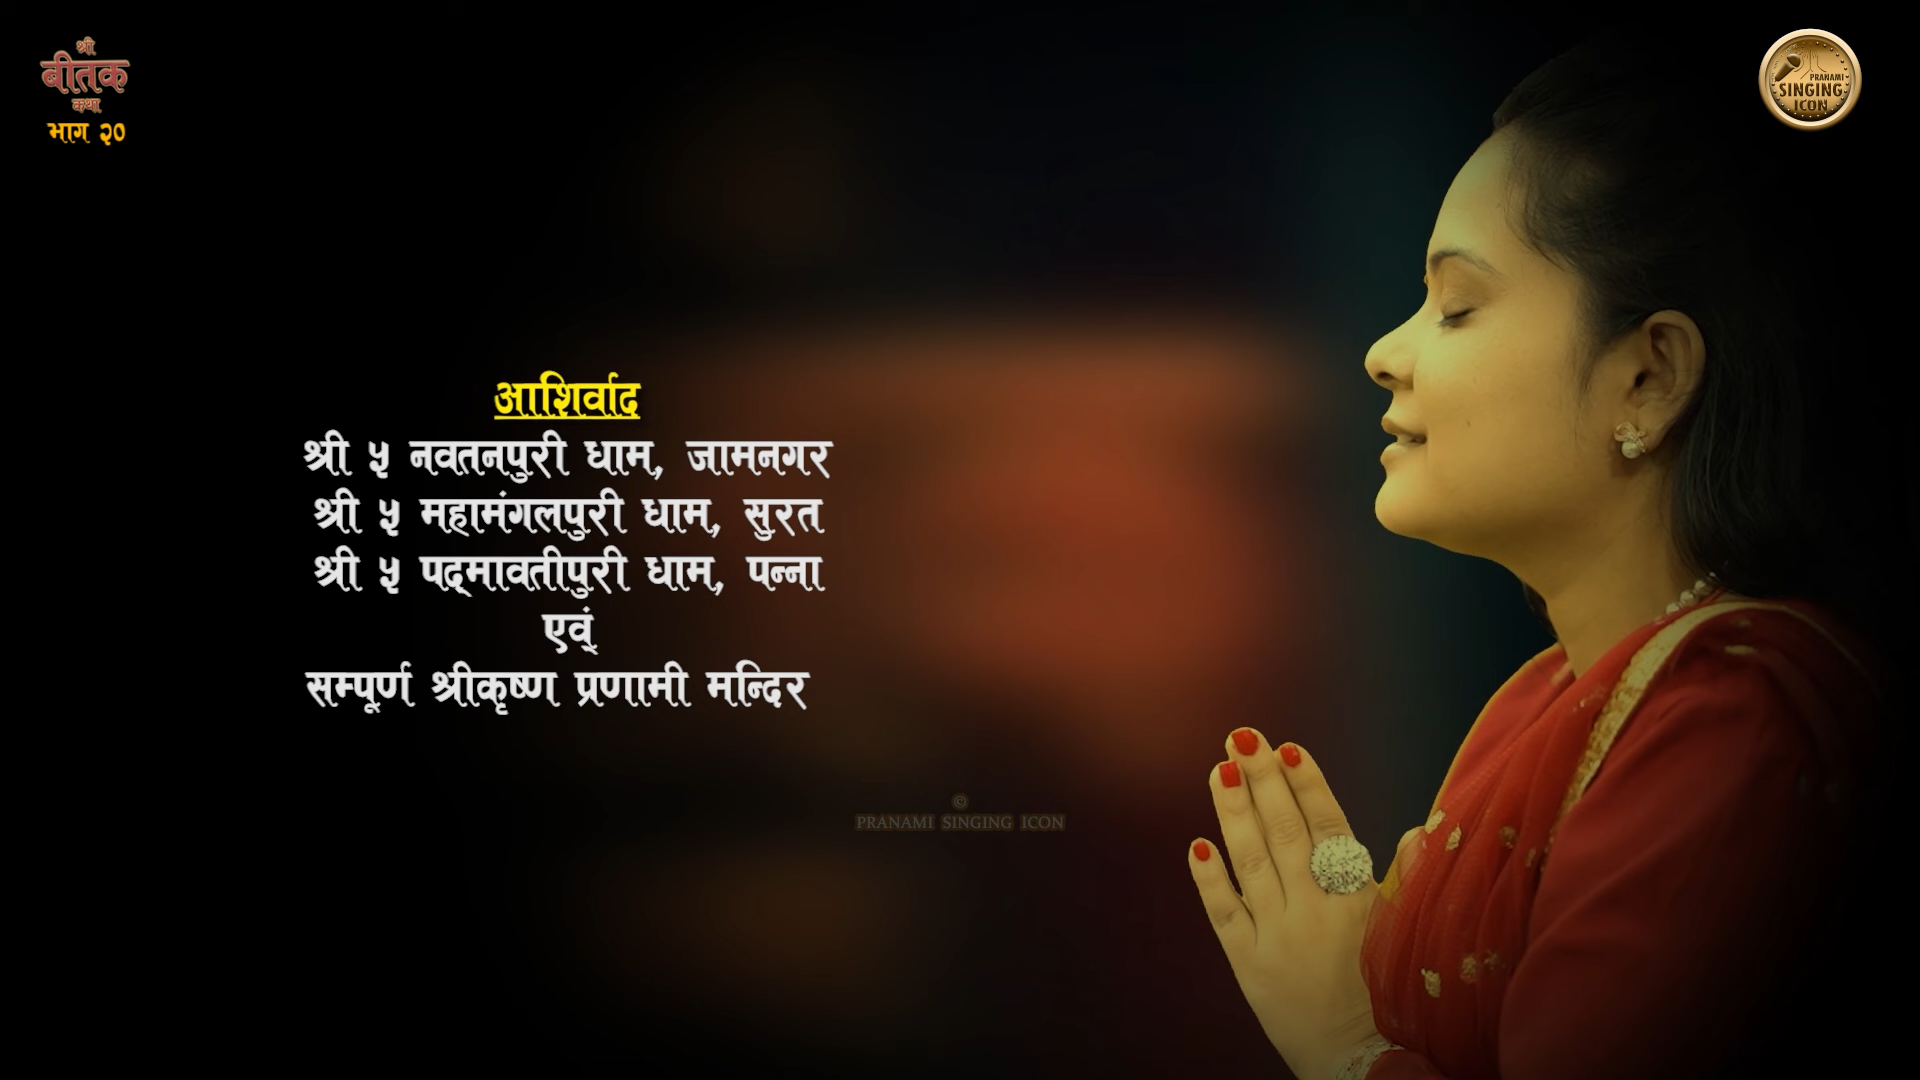 श्री
बीतक
कथा
भाग २०
PRANAMI
SINGING
ICON
आशिर्वाद
श्री ५ नवतनपुरी धाम, जामनगर
श्री ५ महामंगलपुरी धाम, सुरत
श्री ५ पद्‌मावतीपुरी धाम, पन्ना
एवं्
सम्पूर्ण श्रीकृष्ण प्रणामी मन्दिर
©
PRANAMI SINGING ICON